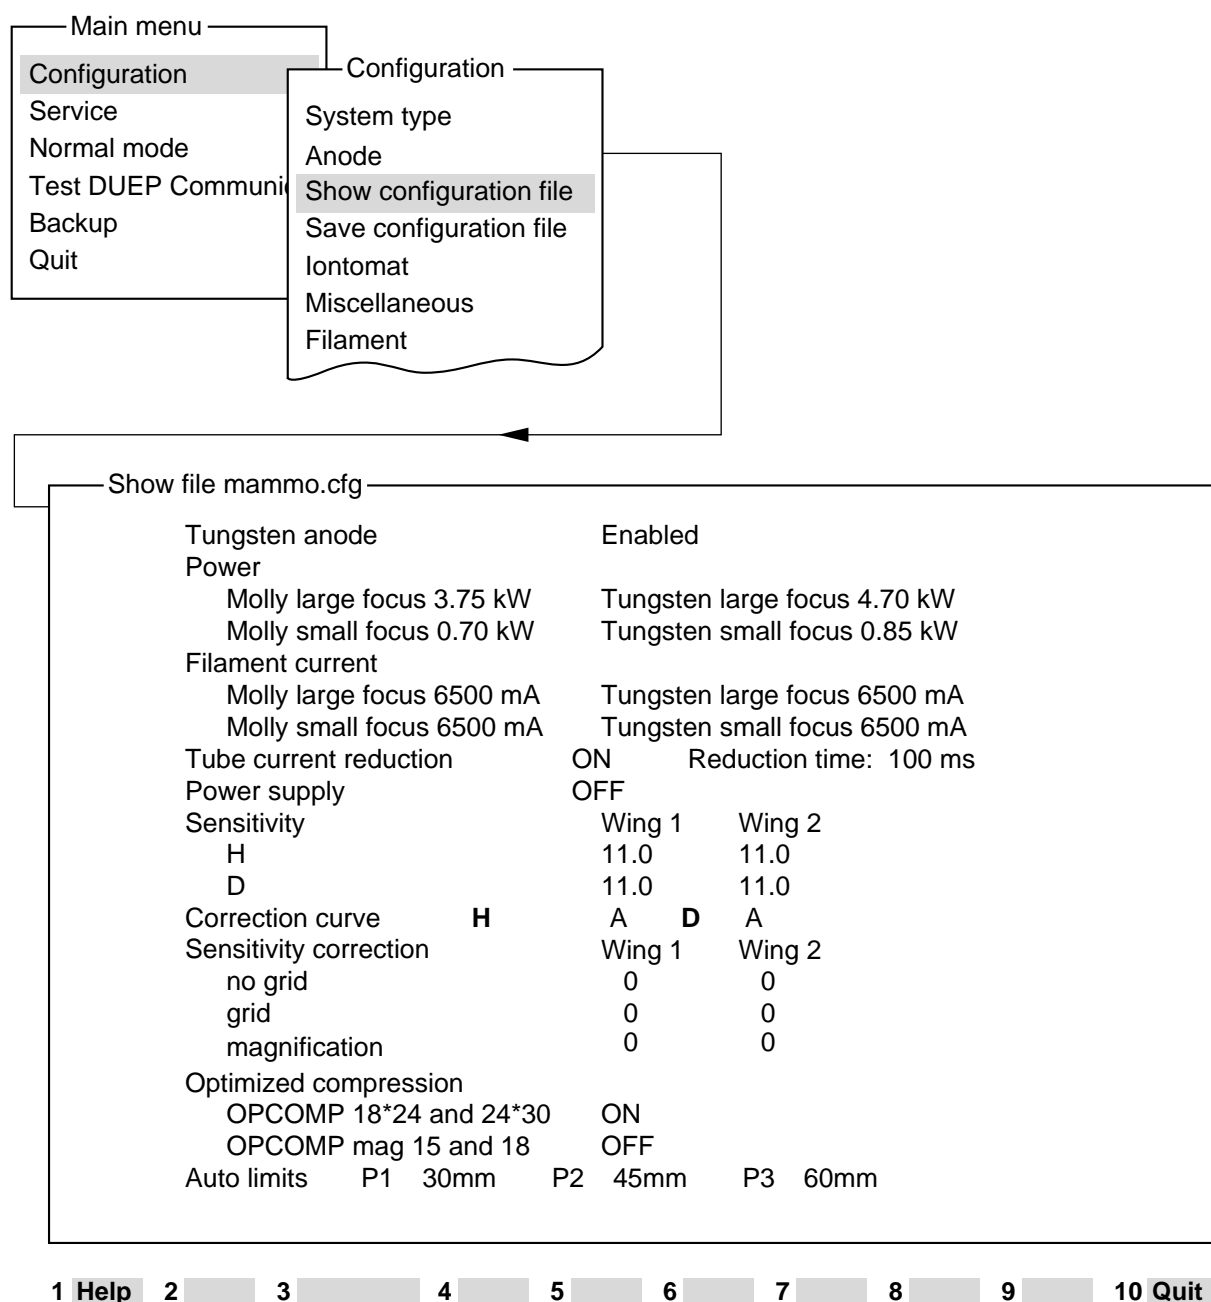 Main menu
Configuration
Service
Normal mode
Test DUEP Communi
Backup
Quit
Configuration
System type
Anode
Show configuration file
Save configuration file
Iontomat
Miscellaneous
Filament
Show file mammo.cfg
Tungsten anode Enabled
Power
Molly large focus 3.75 kW Tungsten large focus 4.70 kW
Molly small focus 0.70 kW Tungsten small focus 0.85 kW
Filament current
Molly large focus 6500 mA Tungsten large focus 6500 mA
Molly small focus 6500 mA Tungsten small focus 6500 mA
Tube current reduction ON Reduction time: 100 ms
Power supply OFF
Sensitivity Wing 1 Wing 2
H 11.0 11.0
D 11.0 11.0
Correction curve H A D A
Sensitivity correction Wing 1 Wing 2
no grid 0 0
grid 0 0
magnification 0 0
Optimized compression
OPCOMP 18*24 and 24*30 ON
OPCOMP mag 15 and 18 OFF
Auto limits P1 30mm P2 45mm P3 60mm
1 Help 2 3 4 5 6 7 8 9 10 Quit